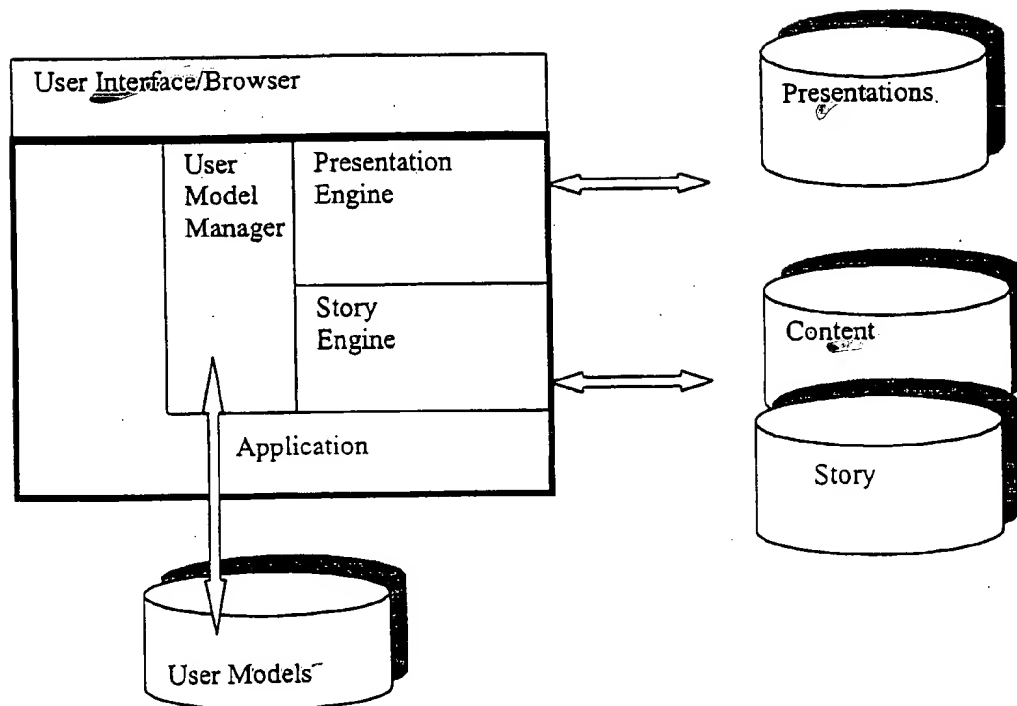 User Interface/Browser
Presentations
User
Model
Manager
Presentation
Engine
Story
Engine
Content
Application
Story
User Models